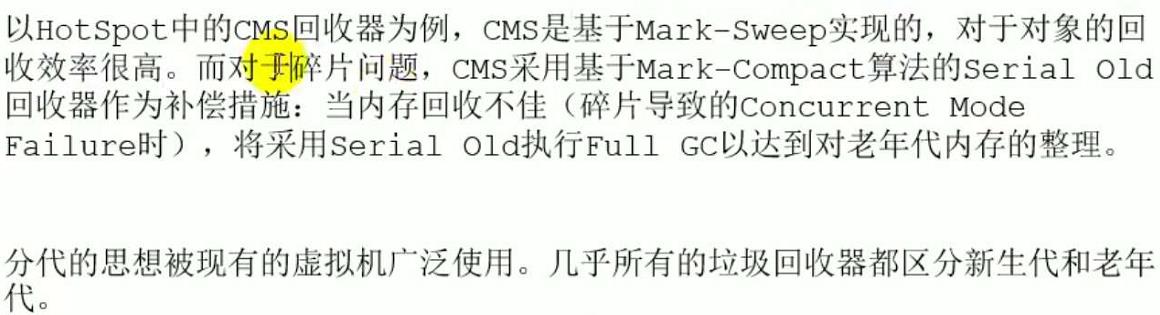 以HotSpot中的CMS回收器为例，CMS是基于Mark-Sweep实现的，对于对象的回
收效率很高。而对于碎片问题，CMS采用基于Mark-Compact算法的Serial Old
回收器作为补偿措施：当内存回收不佳（碎片导致的Concurrent Mode
Failure时），将采用Serial Old执行Full GC以达到对老年代内存的整理。
分代的思想被现有的虚拟机广泛使用。几乎所有的垃圾回收器都区分新生代和老年
代。